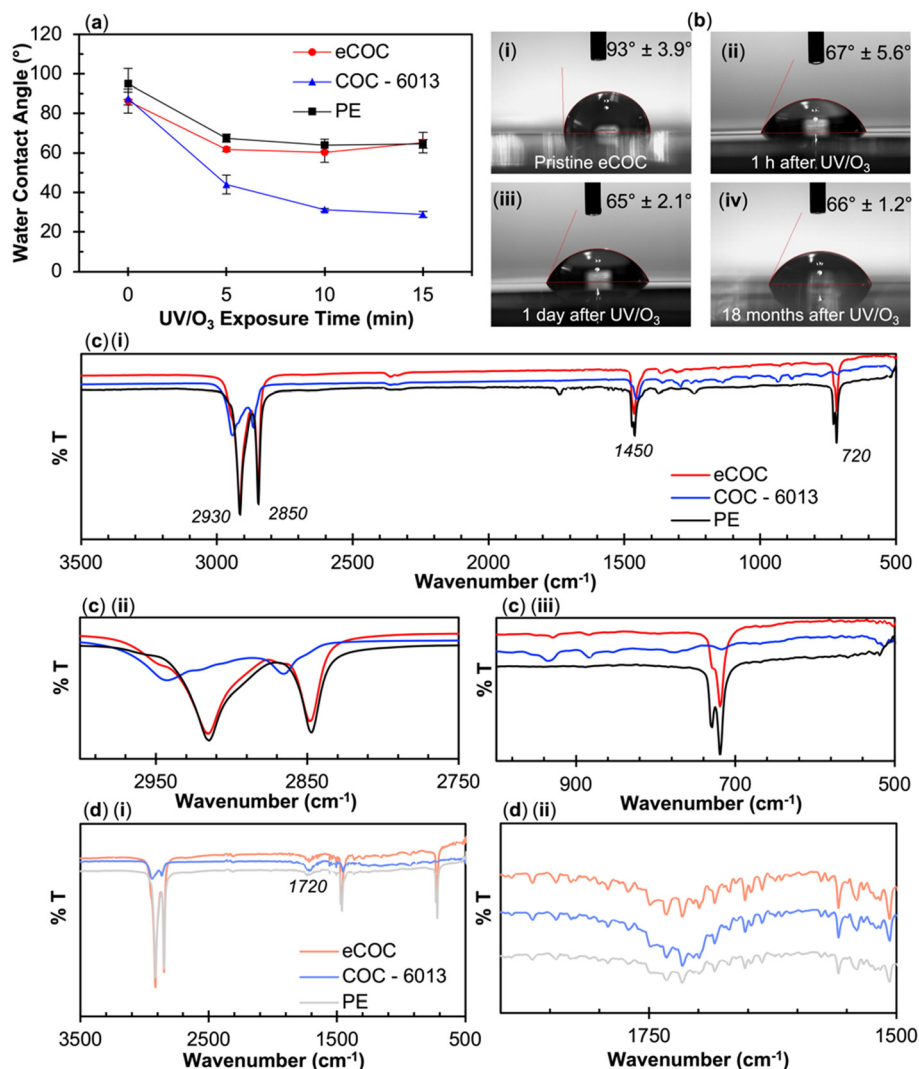 (a)
Water Contact Angle (°)
120
100
80
60
40
20
0
eCOC
COC - 6013
PE
0 5 10 15
UV/O₃ Exposure Time (min)
(b)
(i) 93° ± 3.9°
Pristine eCOC
(ii) 67° ± 5.6°
1 h after UV/O₃
(iii) 65° ± 2.1°
1 day after UV/O₃
(iv) 66° ± 1.2°
18 months after UV/O₃
(c) (i)
% T
2930
2850
1450
720
eCOC
COC - 6013
PE
3500 3000 2500 2000 1500 1000 500
Wavenumber (cm⁻¹)
(c) (ii)
% T
2950 2850 2750
Wavenumber (cm⁻¹)
(c) (iii)
% T
900 700 500
Wavenumber (cm⁻¹)
(d) (i)
% T
1720
eCOC
COC - 6013
PE
3500 2500 1500 500
Wavenumber (cm⁻¹)
(d) (ii)
% T
1750 1500
Wavenumber (cm⁻¹)